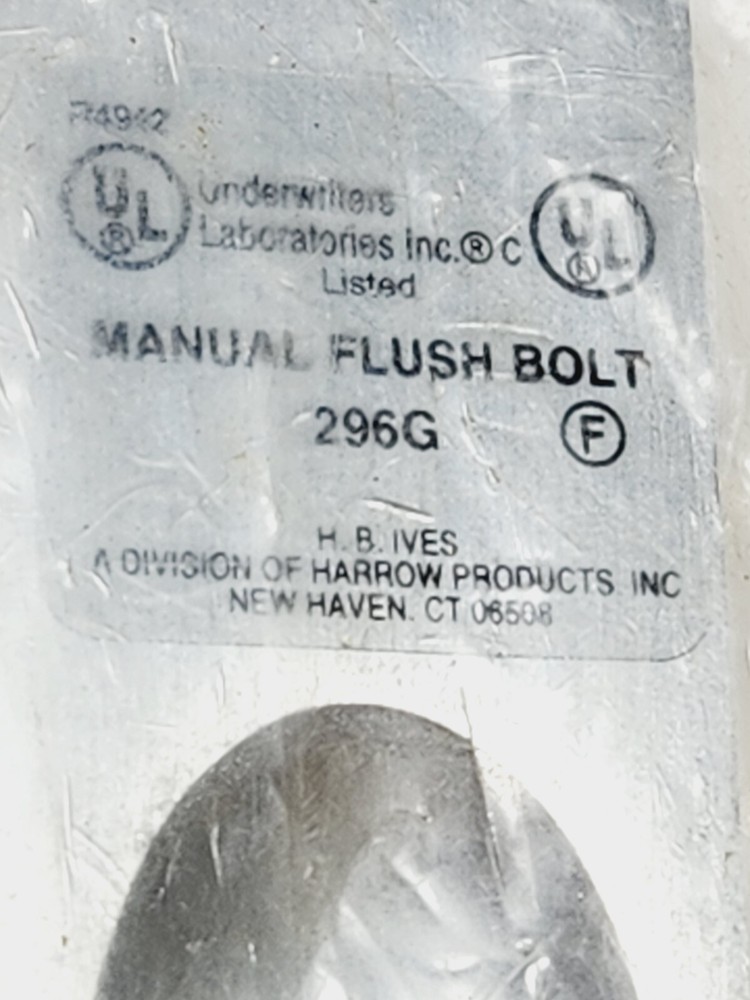 R4942
UL® Underwriters
Laboratories Inc.® C UL®
Listed
MANUAL FLUSH BOLT
296G F
H. B. IVES
A DIVISION OF HARROW PRODUCTS INC
NEW HAVEN. CT 06508